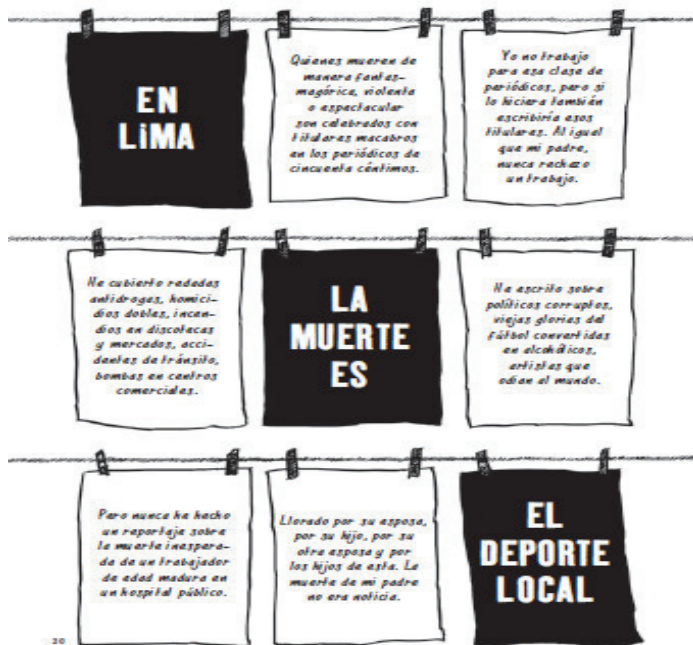 EN
LiMA
Quienes mueren de
manera fantas-
magórica, violenta
o espectacular
son celebrados con
titulares macabros
en los periódicos de
cincuenta céntimos.
Yo no trabajo
para esa clase de
periódicos, pero si
lo hiciera también
escribiría esos
titulares. Al igual
que mi padre,
nunca rechazo
un trabajo.
He cubierto redadas
antidrogas, homici-
dios dobles, incen-
dios en discotecas
y mercados, acci-
dentes de tránsito,
bombas en centros
comerciales.
LA
MUERTE
ES
He escrito sobre
políticos corruptos,
viejas glorias del
fútbol convertidas
en alcohólicos,
artistas que
odian el mundo.
Pero nunca he hecho
un reportaje sobre
la muerte inespera-
da de un trabajador
de edad madura en
un hospital público.
Llorado por su esposa,
por su hijo, por su
otra esposa y por
los hijos de esta. La
muerte de mi padre
no era noticia.
EL
DEPORTE
LOCAL
20